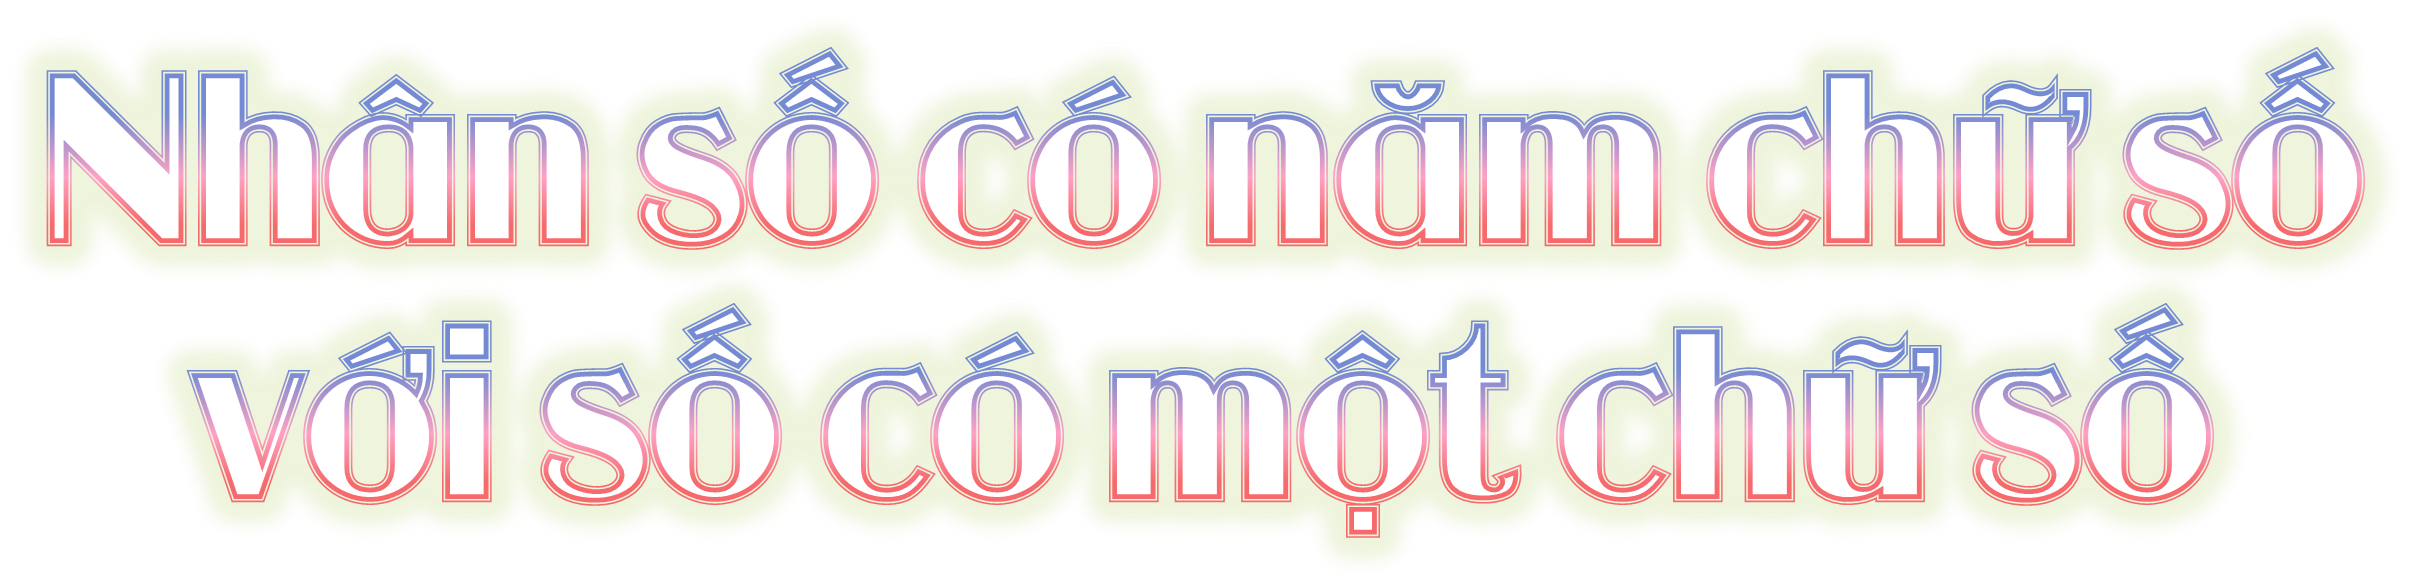 Nhân số có năm chữ số
với số có một chữ số